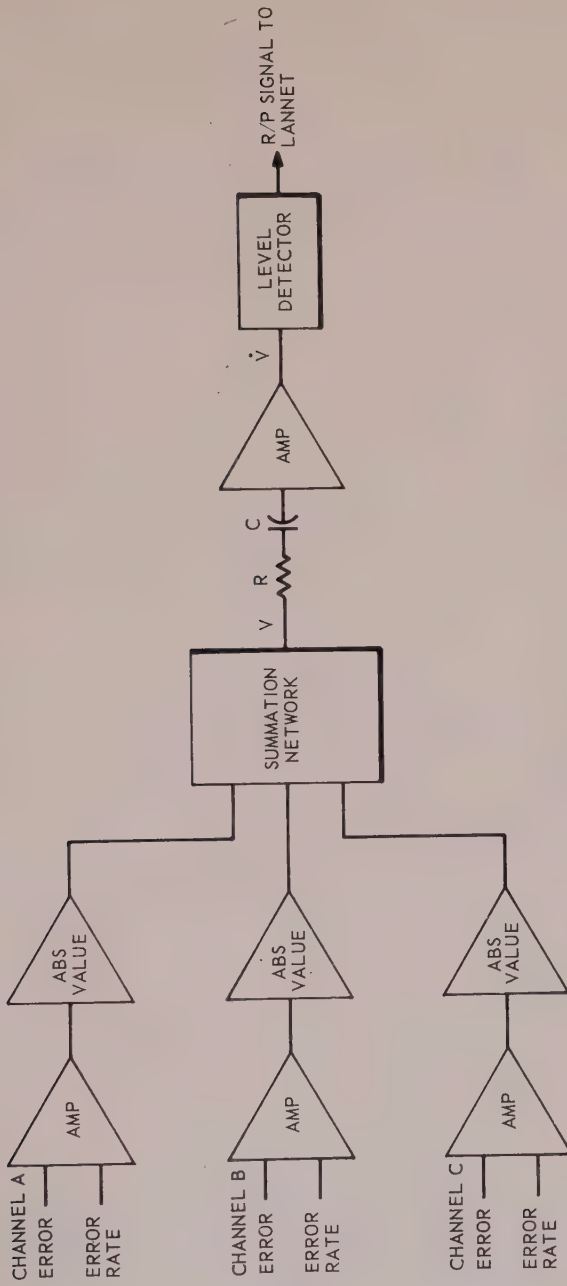 CHANNEL A
ERROR
ERROR
RATE
AMP
ABS
VALUE
CHANNEL B
ERROR
ERROR
RATE
AMP
ABS
VALUE
CHANNEL C
ERROR
ERROR
RATE
AMP
ABS
VALUE
SUMMATION
NETWORK
V
R
C
AMP
V̇
LEVEL
DETECTOR
R/P SIGNAL TO
LANNET